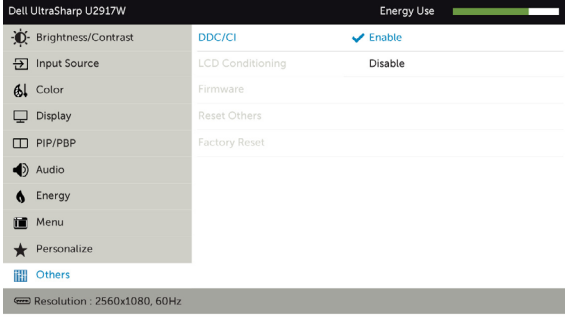 Dell UltraSharp U2917W Energy Use
Brightness/Contrast DDC/CI Enable
Input Source LCD Conditioning Disable
Color Firmware
Display Reset Others
PIP/PBP Factory Reset
Audio
Energy
Menu
Personalize
Others
Resolution : 2560x1080, 60Hz